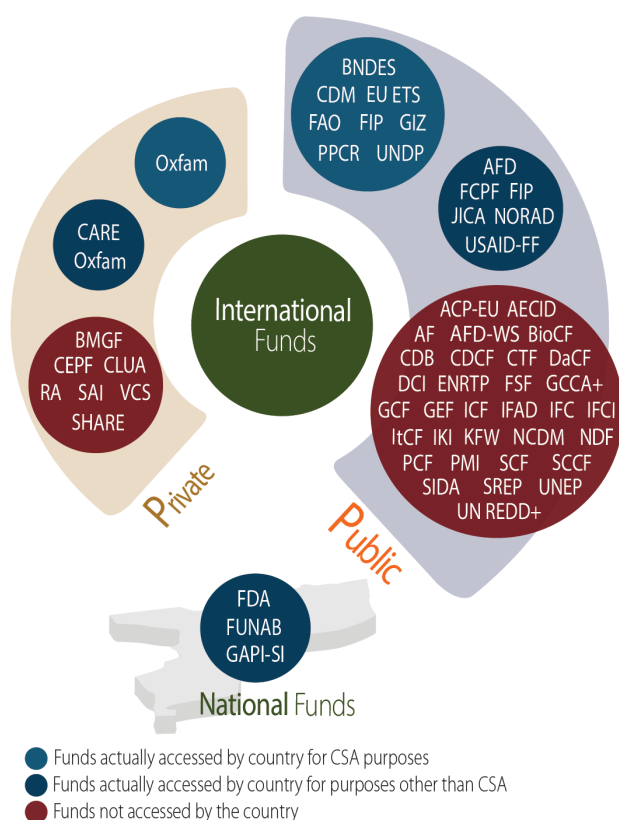 BNDES
CDM EU ETS
FAO FIP GIZ
PPCR UNDP
Oxfam
AFD
FCPF FIP
JICA NORAD
USAID-FF
CARE
Oxfam
International
Funds
ACP-EU AECID
AF AFD-WS BioCF
CDB CDCF CTF DaCF
DCI ENRTP FSF GCCA+
GCF GEF ICF IFAD IFC IFCI
ItCF IKI KFW NCDM NDF
PCF PMI SCF SCCF
SIDA SREP UNEP
UN REDD+
BMGF
CEPF CLUA
RA SAI VCS
SHARE
Private
Public
FDA
FUNAB
GAPI-SI
National Funds
Funds actually accessed by country for CSA purposes
Funds actually accessed by country for purposes other than CSA
Funds not accessed by the country